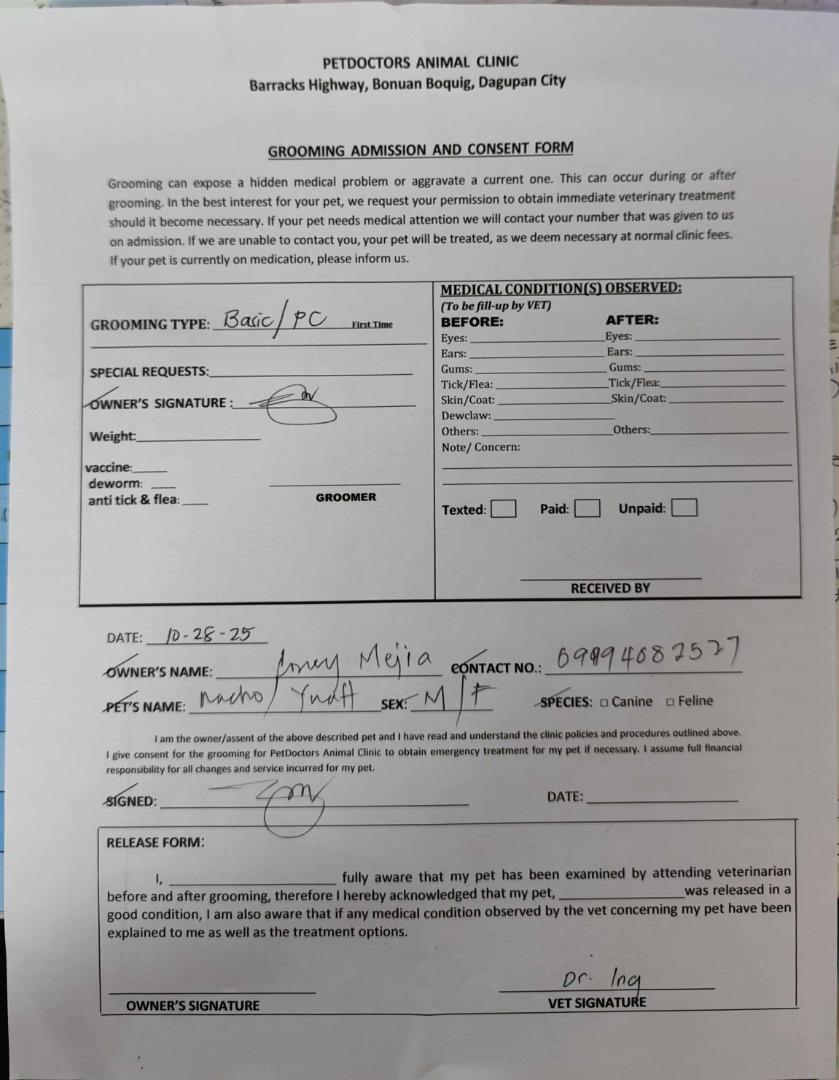 PETDOCTORS ANIMAL CLINIC
Barracks Highway, Bonuan Boquig, Dagupan City
GROOMING ADMISSION AND CONSENT FORM
Grooming can expose a hidden medical problem or aggravate a current one. This can occur during or after
grooming. In the best interest for your pet, we request your permission to obtain immediate veterinary treatment
should it become necessary. If your pet needs medical attention we will contact your number that was given to us
on admission. If we are unable to contact you, your pet will be treated, as we deem necessary at normal clinic fees.
If your pet is currently on medication, please inform us.
GROOMING TYPE: Basic/PC First Time
SPECIAL REQUESTS:
OWNER'S SIGNATURE :
Weight:
vaccine:
deworm:
anti tick & flea:
GROOMER
MEDICAL CONDITION(S) OBSERVED:
(To be fill-up by VET)
BEFORE: AFTER:
Eyes: Eyes:
Ears: Ears:
Gums: Gums:
Tick/Flea: Tick/Flea:
Skin/Coat: Skin/Coat:
Dewclaw:
Others: Others:
Note/ Concern:
Texted: Paid: Unpaid:
RECEIVED BY
DATE: 10-28-25
OWNER'S NAME: Mejia CONTACT NO.:
PET'S NAME: Nacho/ SEX: M/F SPECIES: Canine Feline
I am the owner/assent of the above described pet and I have read and understand the clinic policies and procedures outlined above.
I give consent for the grooming for PetDoctors Animal Clinic to obtain emergency treatment for my pet if necessary. I assume full financial
responsibility for all changes and service incurred for my pet.
SIGNED: DATE:
RELEASE FORM:
I, fully aware that my pet has been examined by attending veterinarian
before and after grooming, therefore I hereby acknowledged that my pet, was released in a
good condition, I am also aware that if any medical condition observed by the vet concerning my pet have been
explained to me as well as the treatment options.
OWNER'S SIGNATURE
Dr. Ing
VET SIGNATURE